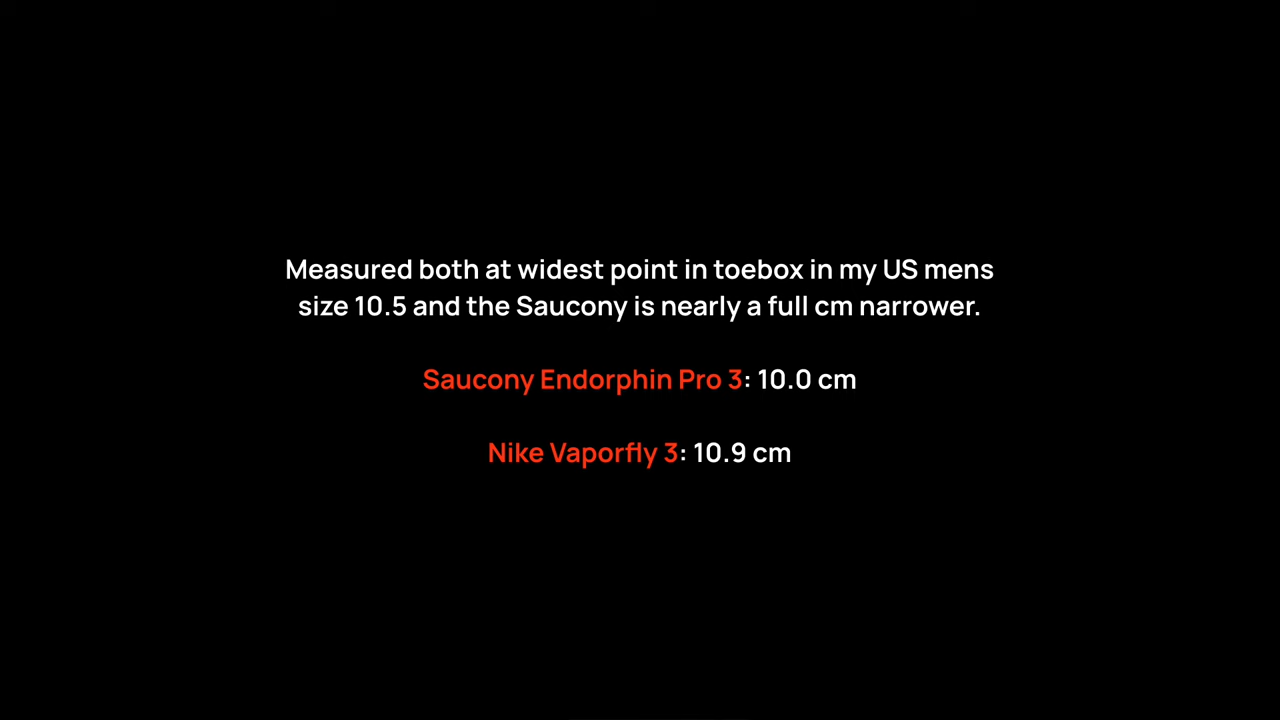 Measured both at widest point in toebox in my US mens
size 10.5 and the Saucony is nearly a full cm narrower.
Saucony Endorphin Pro 3: 10.0 cm
Nike Vaporfly 3: 10.9 cm